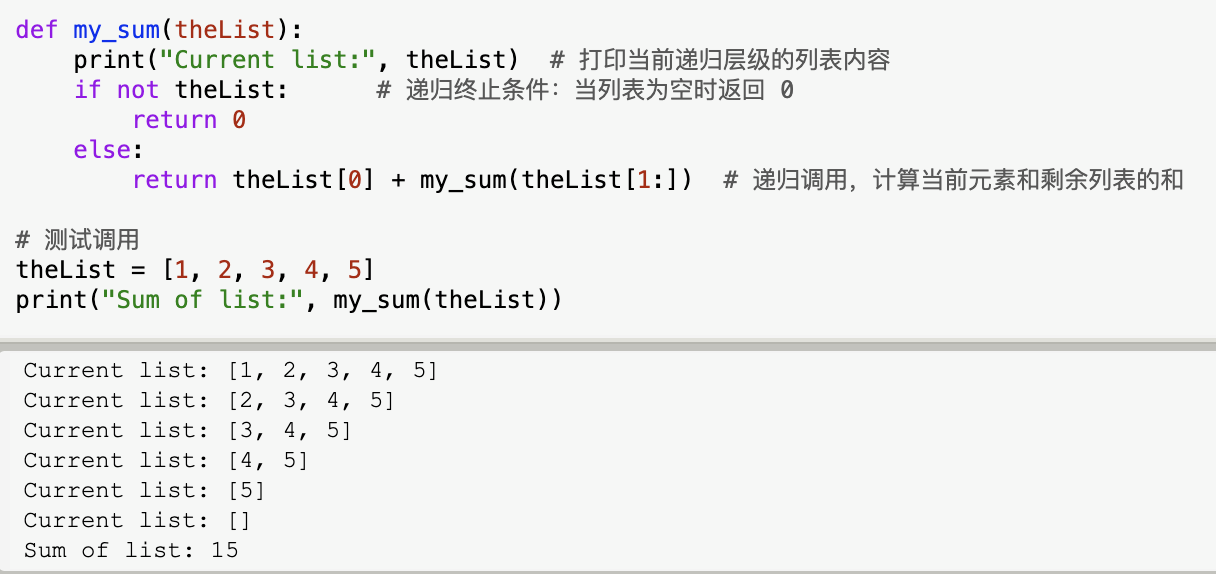 def my_sum(theList):
    print("Current list:", theList)  # 打印当前递归层级的列表内容
    if not theList:      # 递归终止条件：当列表为空时返回 0
        return 0
    else:
        return theList[0] + my_sum(theList[1:])  # 递归调用，计算当前元素和剩余列表的和

# 测试调用
theList = [1, 2, 3, 4, 5]
print("Sum of list:", my_sum(theList))
Current list: [1, 2, 3, 4, 5]
Current list: [2, 3, 4, 5]
Current list: [3, 4, 5]
Current list: [4, 5]
Current list: [5]
Current list: []
Sum of list: 15